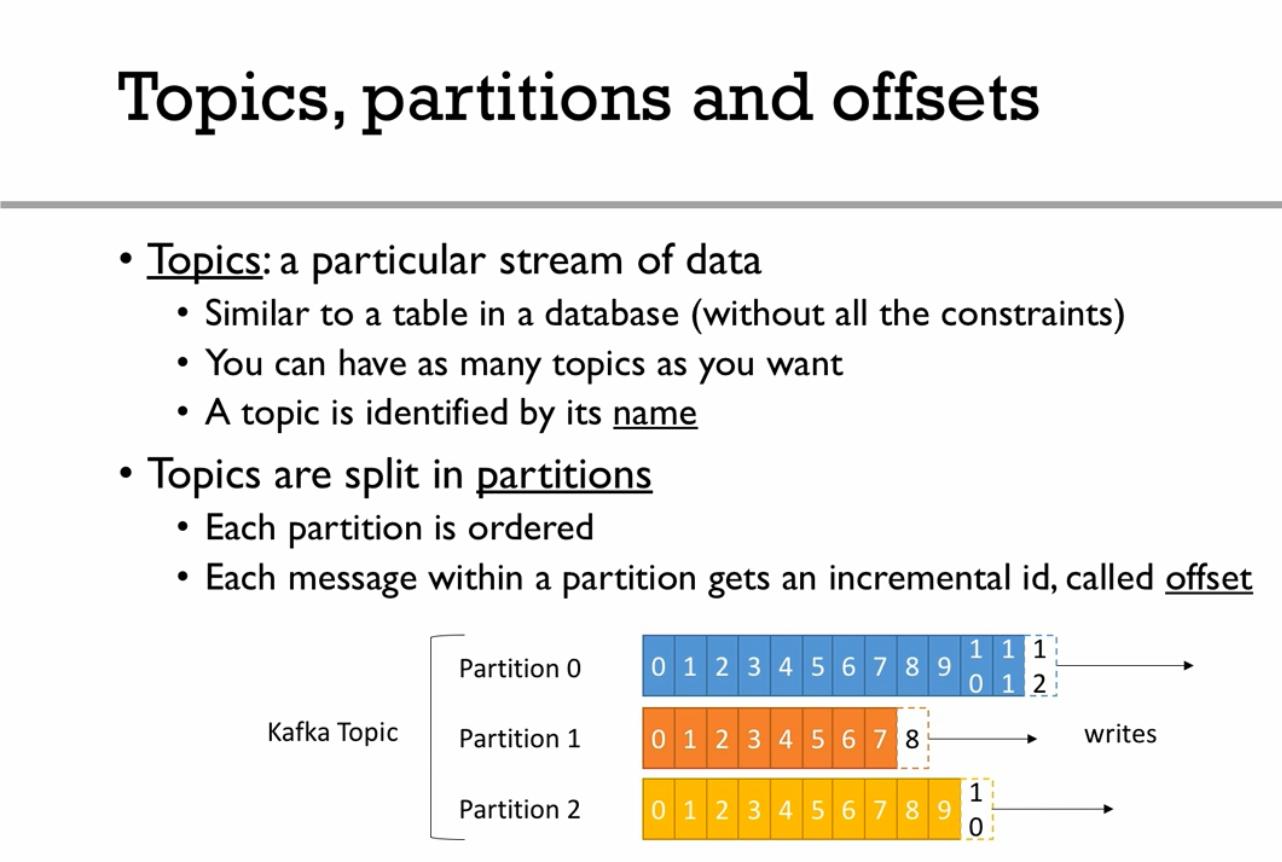 Topics, partitions and offsets
• Topics: a particular stream of data
• Similar to a table in a database (without all the constraints)
• You can have as many topics as you want
• A topic is identified by its name
• Topics are split in partitions
• Each partition is ordered
• Each message within a partition gets an incremental id, called offset
Kafka Topic
Partition 0 0 1 2 3 4 5 6 7 8 9 10 11 12
Partition 1 0 1 2 3 4 5 6 7 8
writes
Partition 2 0 1 2 3 4 5 6 7 8 9 10